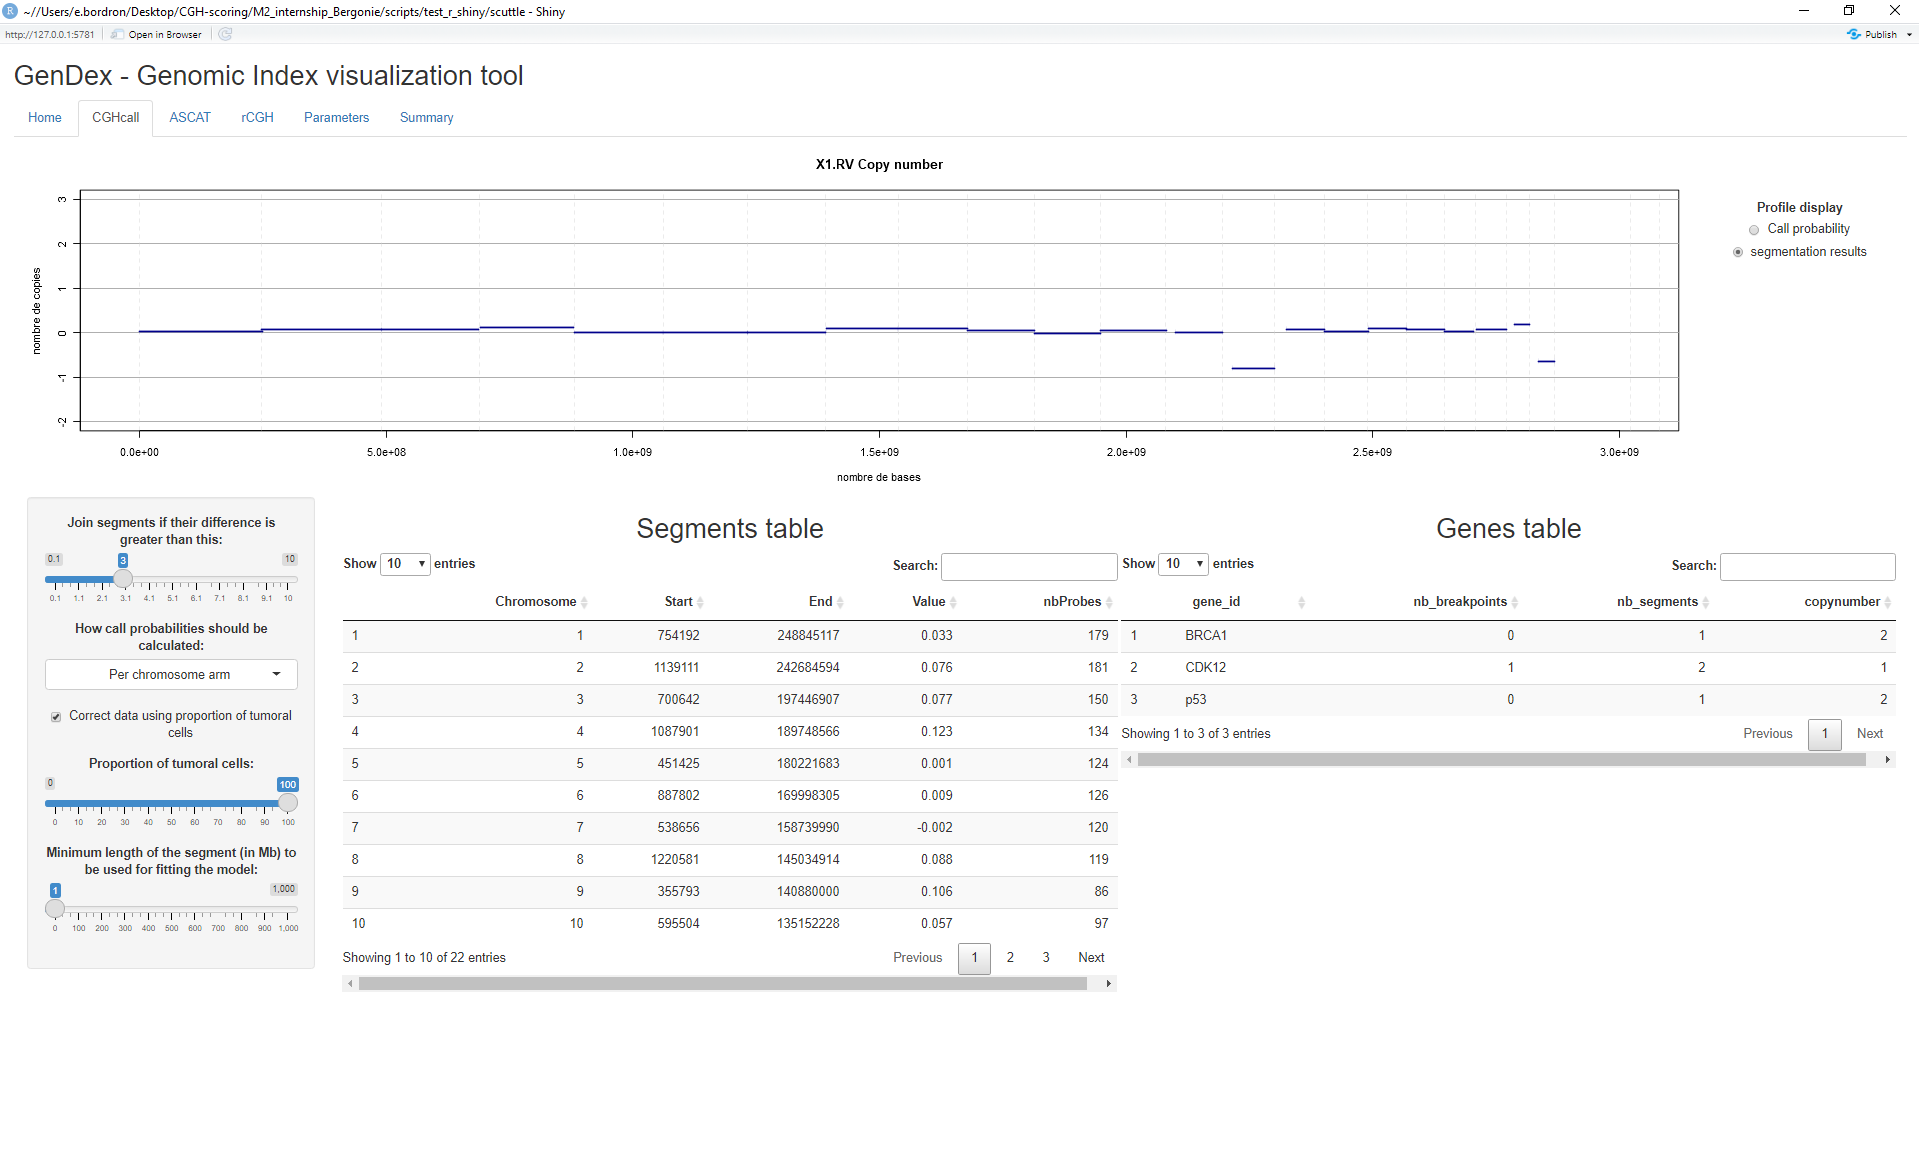 ~//Users/e.bordron/Desktop/CGH-scoring/M2_internship_Bergonie/scripts/test_r_shiny/scuttle - Shiny
http://127.0.0.1:5781 Open in Browser Publish
GenDex - Genomic Index visualization tool
Home CGHcall ASCAT rCGH Parameters Summary
X1.RV Copy number
nombre de copies
3
2
1
0
-1
-2
0.0e+00 5.0e+08 1.0e+09 1.5e+09 2.0e+09 2.5e+09 3.0e+09
nombre de bases
Profile display
Call probability
segmentation results
Join segments if their difference is
greater than this:
0.1 3 10
0.1 1.1 2.1 3.1 4.1 5.1 6.1 7.1 8.1 9.1 10
How call probabilities should be
calculated:
Per chromosome arm
Correct data using proportion of tumoral
cells
Proportion of tumoral cells:
0 100
0 10 20 30 40 50 60 70 80 90 100
Minimum length of the segment (in Mb) to
be used for fitting the model:
1 1,000
0 100 200 300 400 500 600 700 800 900 1,000
Segments table
Show 10 entries Search:
Chromosome Start End Value nbProbes
1 1 754192 248845117 0.033 179
2 2 1139111 242684594 0.076 181
3 3 700642 197446907 0.077 150
4 4 1087901 189748566 0.123 134
5 5 451425 180221683 0.001 124
6 6 887802 169998305 0.009 126
7 7 538656 158739990 -0.002 120
8 8 1220581 145034914 0.088 119
9 9 355793 140880000 0.106 86
10 10 595504 135152228 0.057 97
Showing 1 to 10 of 22 entries Previous 1 2 3 Next
Genes table
Show 10 entries Search:
gene_id nb_breakpoints nb_segments copynumber
1 BRCA1 0 1 2
2 CDK12 1 2 1
3 p53 0 1 2
Showing 1 to 3 of 3 entries Previous 1 Next